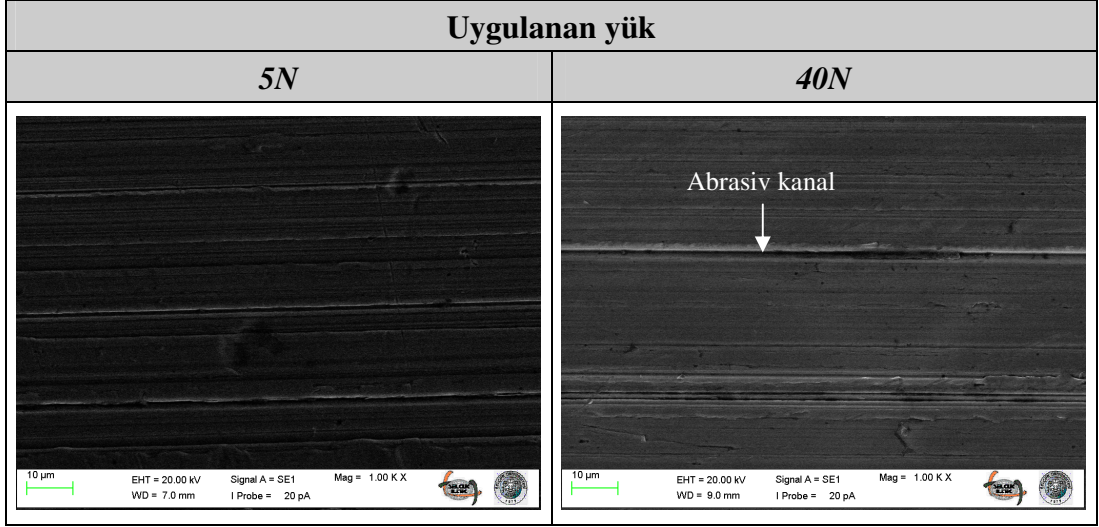 Uygulanan yük
5N
40N
Abrasiv kanal
10 µm
EHT = 20.00 kV
Signal A = SE1
Mag = 1.00 K X
WD = 7.0 mm
I Probe = 20 pA
10 µm
EHT = 20.00 kV
Signal A = SE1
Mag = 1.00 K X
WD = 9.0 mm
I Probe = 20 pA